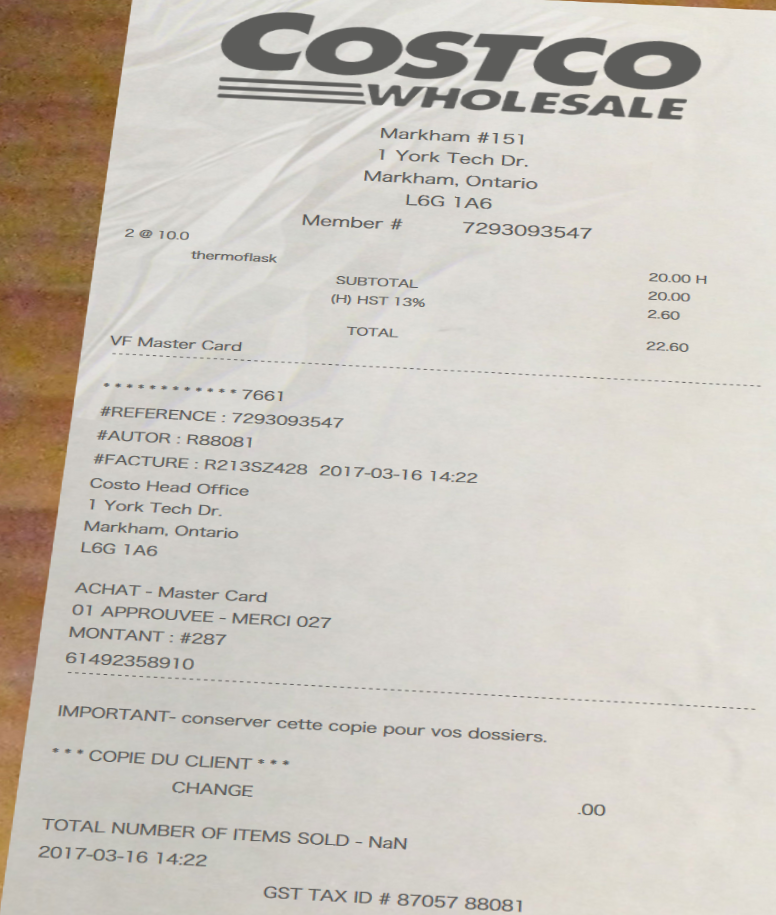 COSTCO
WHOLESALE
Markham #151
1 York Tech Dr.
Markham, Ontario
L6G 1A6
Member # 7293093547
2 @ 10.0
thermoflask 20.00 H
SUBTOTAL 20.00
(H) HST 13% 2.60
TOTAL 22.60
VF Master Card
* * * * * * * * * * * * 7661
#REFERENCE : 7293093547
#AUTOR : R88081
#FACTURE : R213SZ428 2017-03-16 14:22
Costo Head Office
1 York Tech Dr.
Markham, Ontario
L6G 1A6
ACHAT - Master Card
01 APPROUVEE - MERCI 027
MONTANT : #287
61492358910
IMPORTANT- conserver cette copie pour vos dossiers.
* * * COPIE DU CLIENT * * *
CHANGE .00
TOTAL NUMBER OF ITEMS SOLD - NaN
2017-03-16 14:22
GST TAX ID # 87057 88081